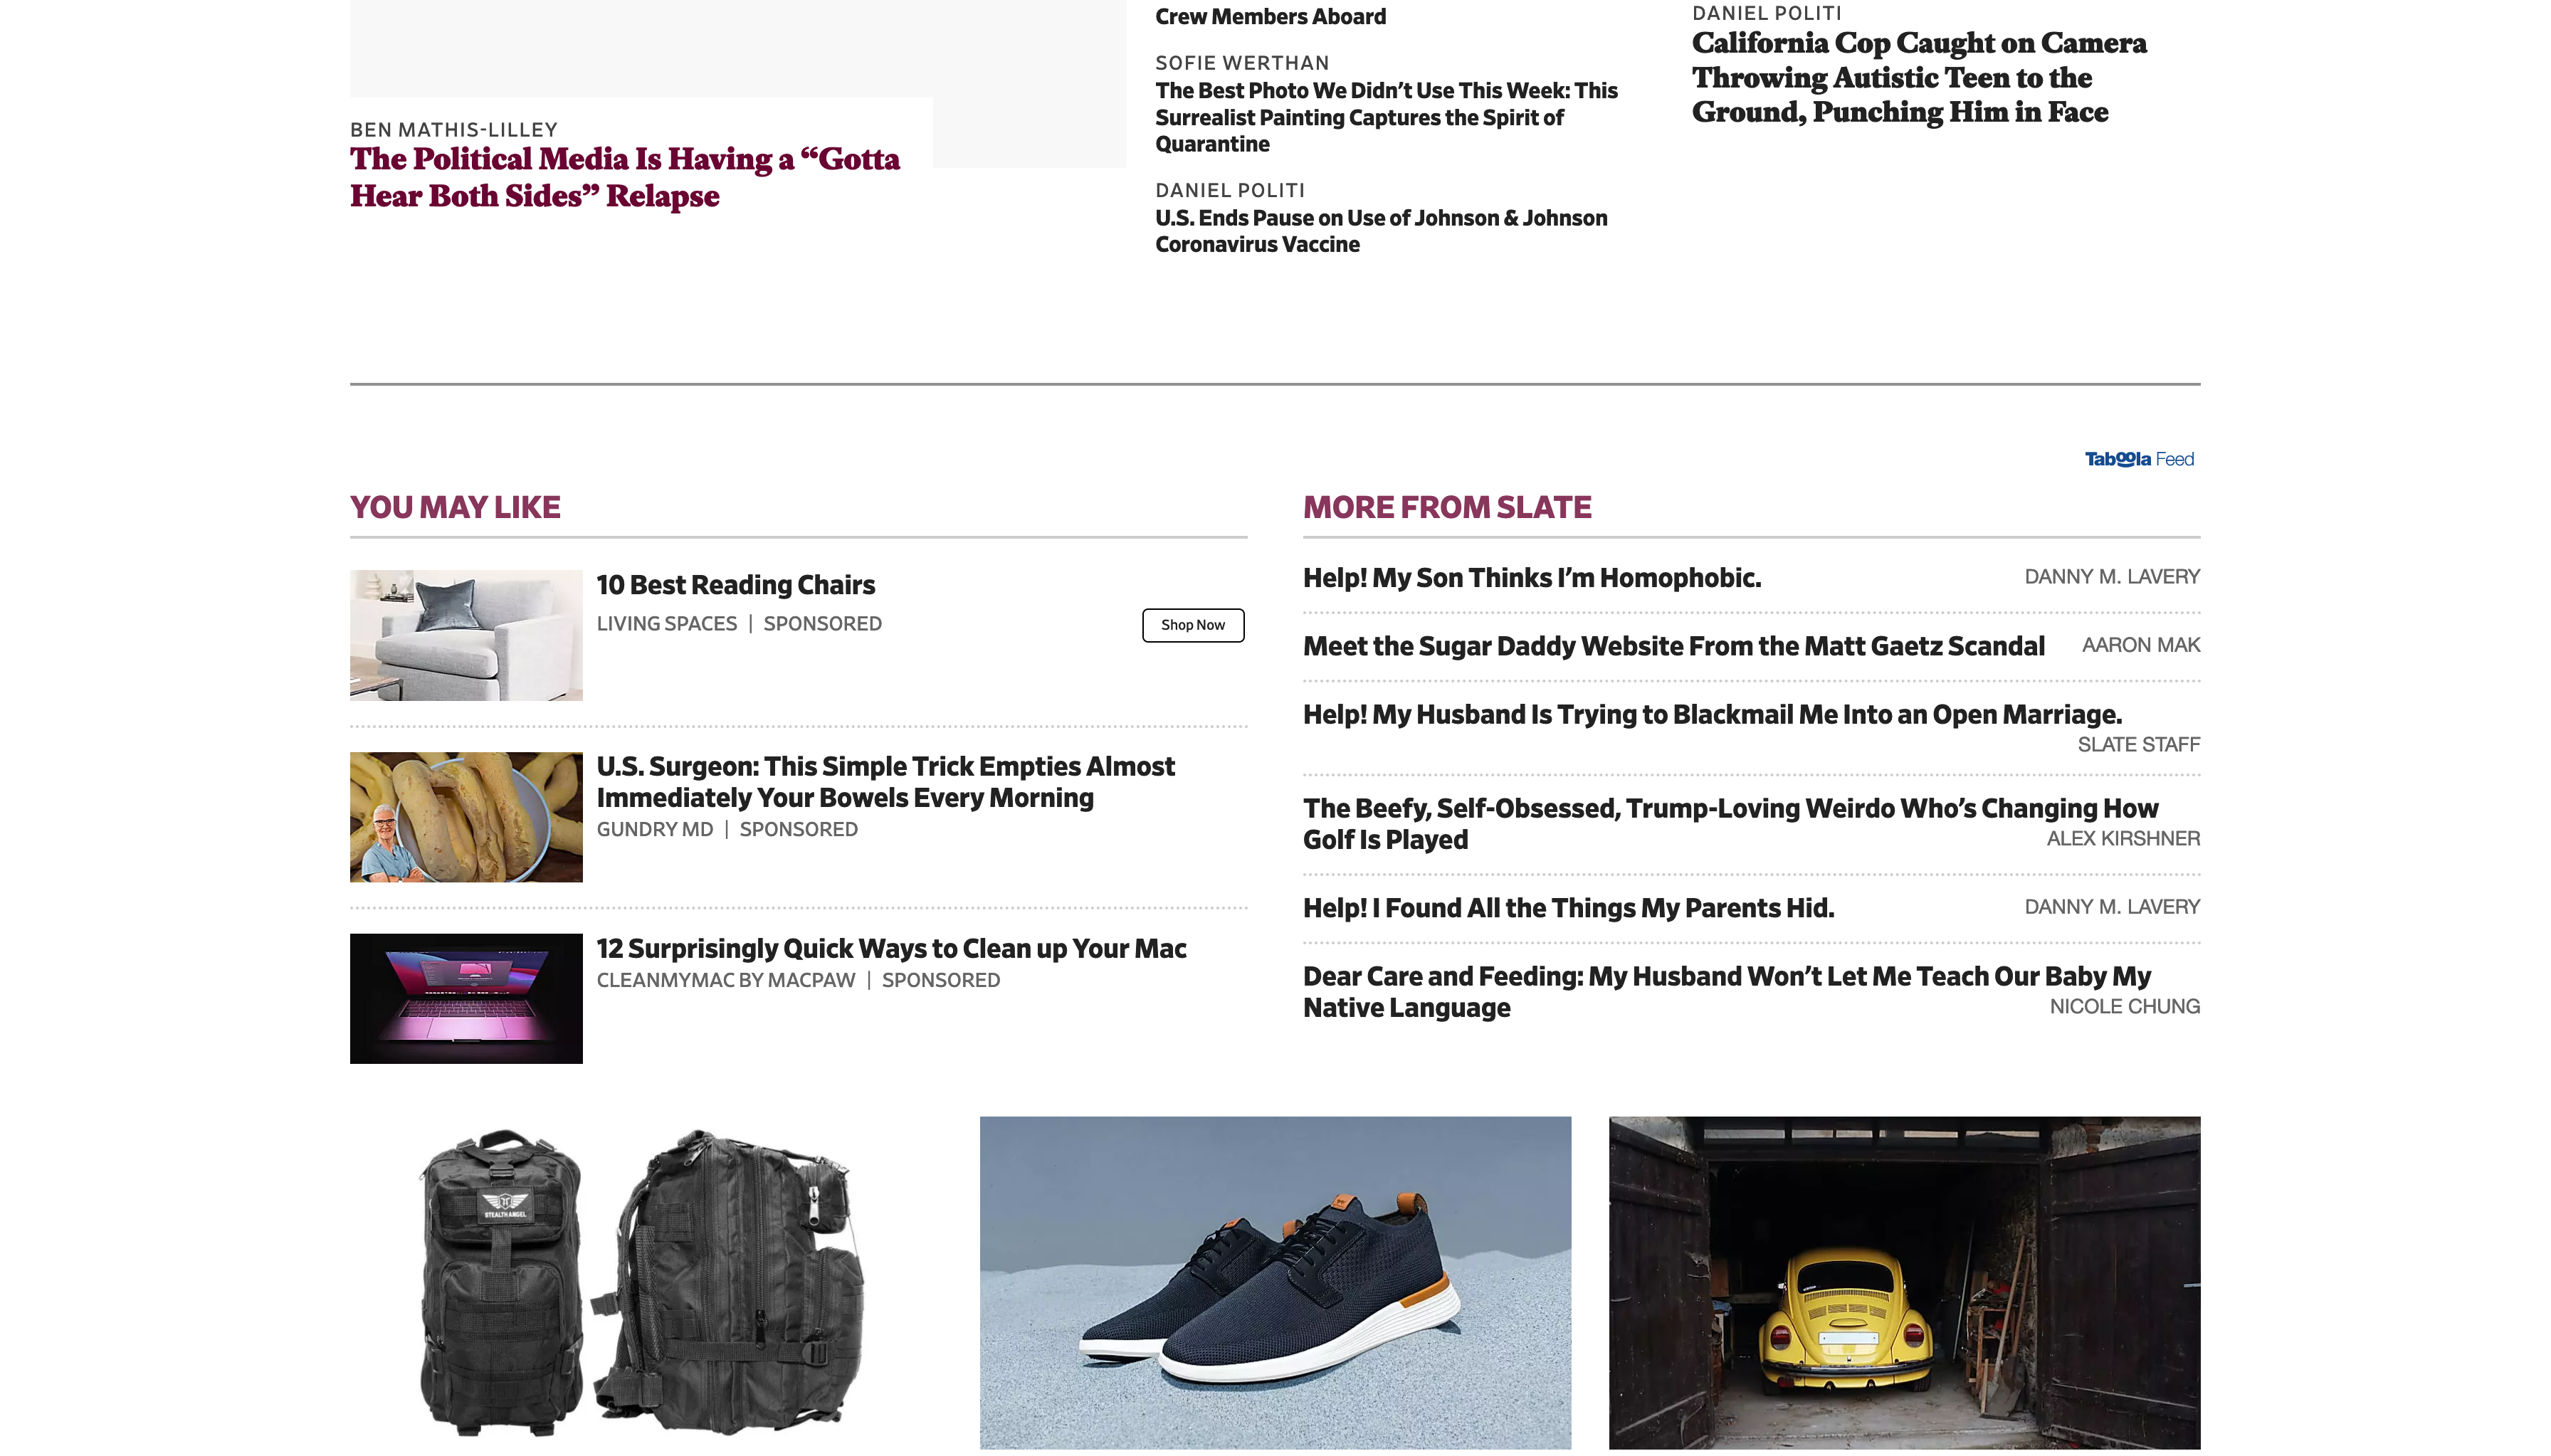 BEN MATHIS-LILLEY
The Political Media Is Having a “Gotta
Hear Both Sides” Relapse
Crew Members Aboard
SOFIE WERTHAN
The Best Photo We Didn’t Use This Week: This
Surrealist Painting Captures the Spirit of
Quarantine
DANIEL POLITI
U.S. Ends Pause on Use of Johnson & Johnson
Coronavirus Vaccine
DANIEL POLITI
California Cop Caught on Camera
Throwing Autistic Teen to the
Ground, Punching Him in Face
Taboola Feed
YOU MAY LIKE
10 Best Reading Chairs
LIVING SPACES | SPONSORED
Shop Now
U.S. Surgeon: This Simple Trick Empties Almost
Immediately Your Bowels Every Morning
GUNDRY MD | SPONSORED
12 Surprisingly Quick Ways to Clean up Your Mac
CLEANMYMAC BY MACPAW | SPONSORED
MORE FROM SLATE
Help! My Son Thinks I’m Homophobic. DANNY M. LAVERY
Meet the Sugar Daddy Website From the Matt Gaetz Scandal AARON MAK
Help! My Husband Is Trying to Blackmail Me Into an Open Marriage.
SLATE STAFF
The Beefy, Self-Obsessed, Trump-Loving Weirdo Who’s Changing How
Golf Is Played ALEX KIRSHNER
Help! I Found All the Things My Parents Hid. DANNY M. LAVERY
Dear Care and Feeding: My Husband Won’t Let Me Teach Our Baby My
Native Language NICOLE CHUNG
STEALTH ANGEL